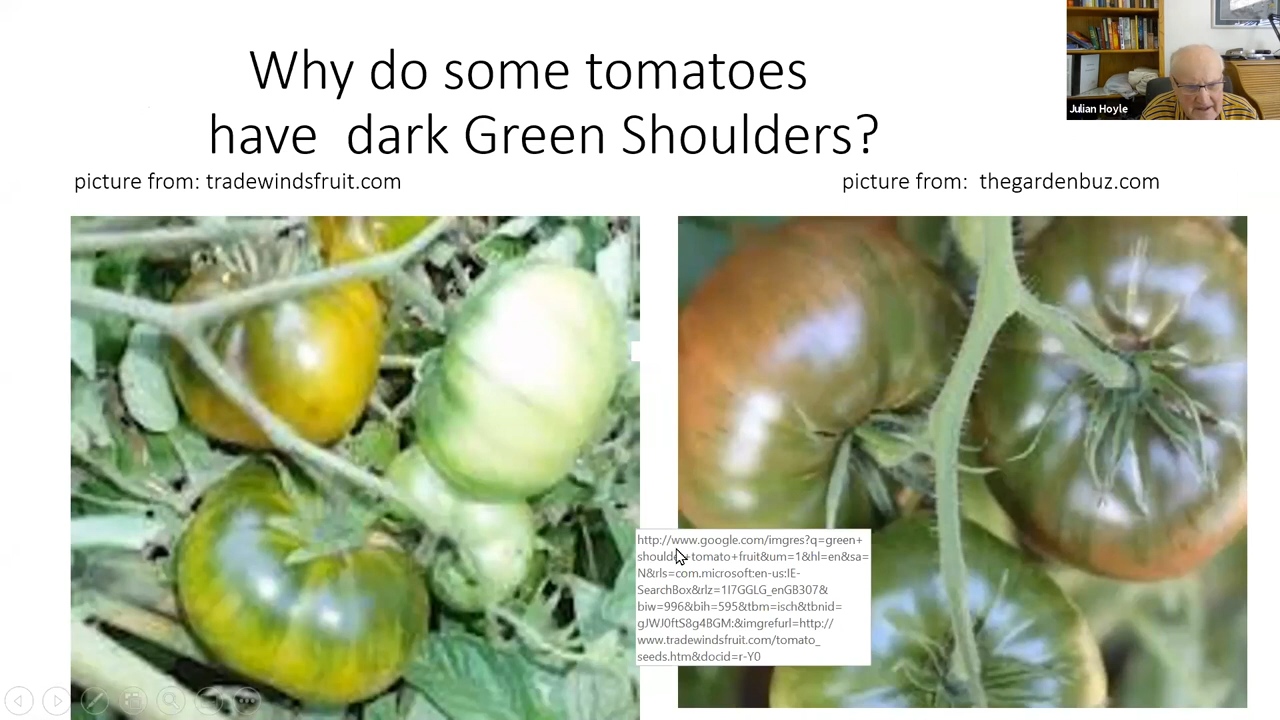 Why do some tomatoes
have dark Green Shoulders?
Julian Hoyle
picture from: tradewindsfruit.com
picture from: thegardenbuz.com
http://www.google.com/imgres?q=green+
shoulder+tomato+fruit&um=1&hl=en&sa=
N&rls=com.microsoft:en-us:IE-
SearchBox&rlz=1I7GGLG_enGB307&
biw=996&bih=595&tbm=isch&tbnid=
gJWJ0ftS8g4BGM:&imgrefurl=http://
www.tradewindsfruit.com/tomato_
seeds.htm&docid=r-Y0